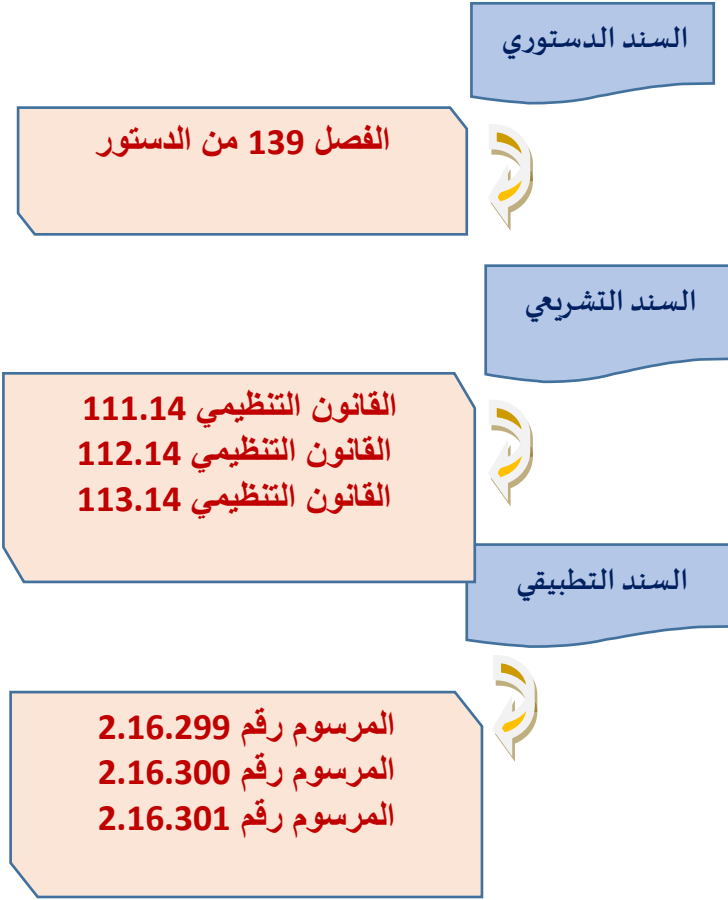 السند الدستوري
الفصل 139 من الدستور
السند التشريعي
القانون التنظيمي 111.14
القانون التنظيمي 112.14
القانون التنظيمي 113.14
السند التطبيقي
المرسوم رقم 2.16.299
المرسوم رقم 2.16.300
المرسوم رقم 2.16.301